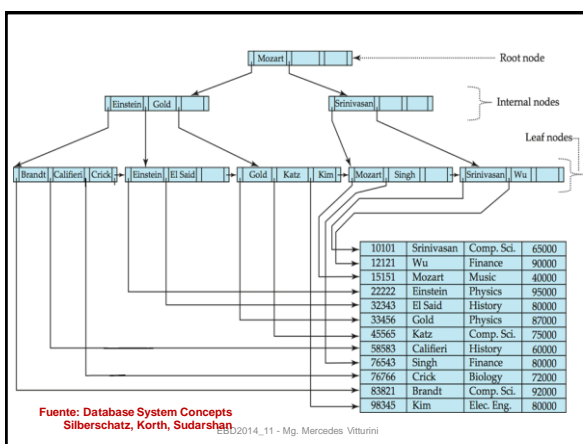 Mozart
Root node
Einstein Gold
Srinivasan
Internal nodes
Leaf nodes
Brandt Califieri Crick
Einstein El Said
Gold Katz Kim
Mozart Singh
Srinivasan Wu
10101 Srinivasan Comp. Sci. 65000
12121 Wu Finance 90000
15151 Mozart Music 40000
22222 Einstein Physics 95000
32343 El Said History 80000
33456 Gold Physics 87000
45565 Katz Comp. Sci. 75000
58583 Califieri History 60000
76543 Singh Finance 80000
76766 Crick Biology 72000
83821 Brandt Comp. Sci. 92000
98345 Kim Elec. Eng. 80000
Fuente: Database System Concepts
Silberschatz, Korth, Sudarshan
EBD2014_11 - Mg. Mercedes Vitturini